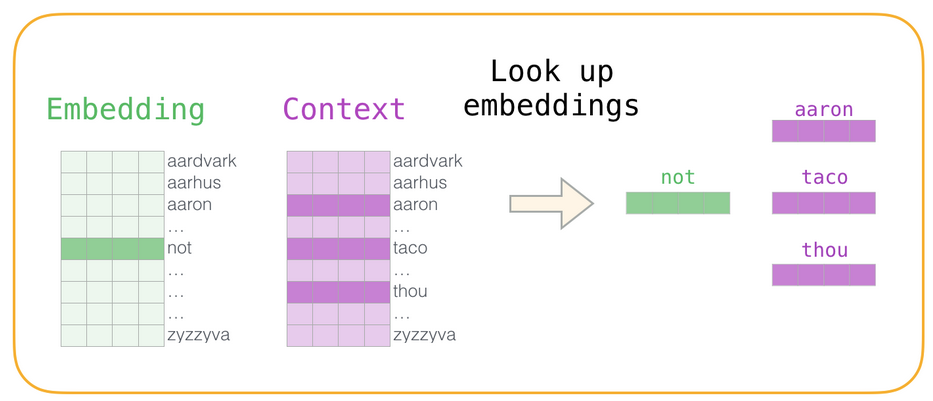 Look up
embeddings
Embedding
Context
aardvark
aarhus
aaron
...
not
...
...
...
zyzzyva
aardvark
aarhus
aaron
...
taco
...
thou
...
zyzzyva
not
aaron
taco
thou